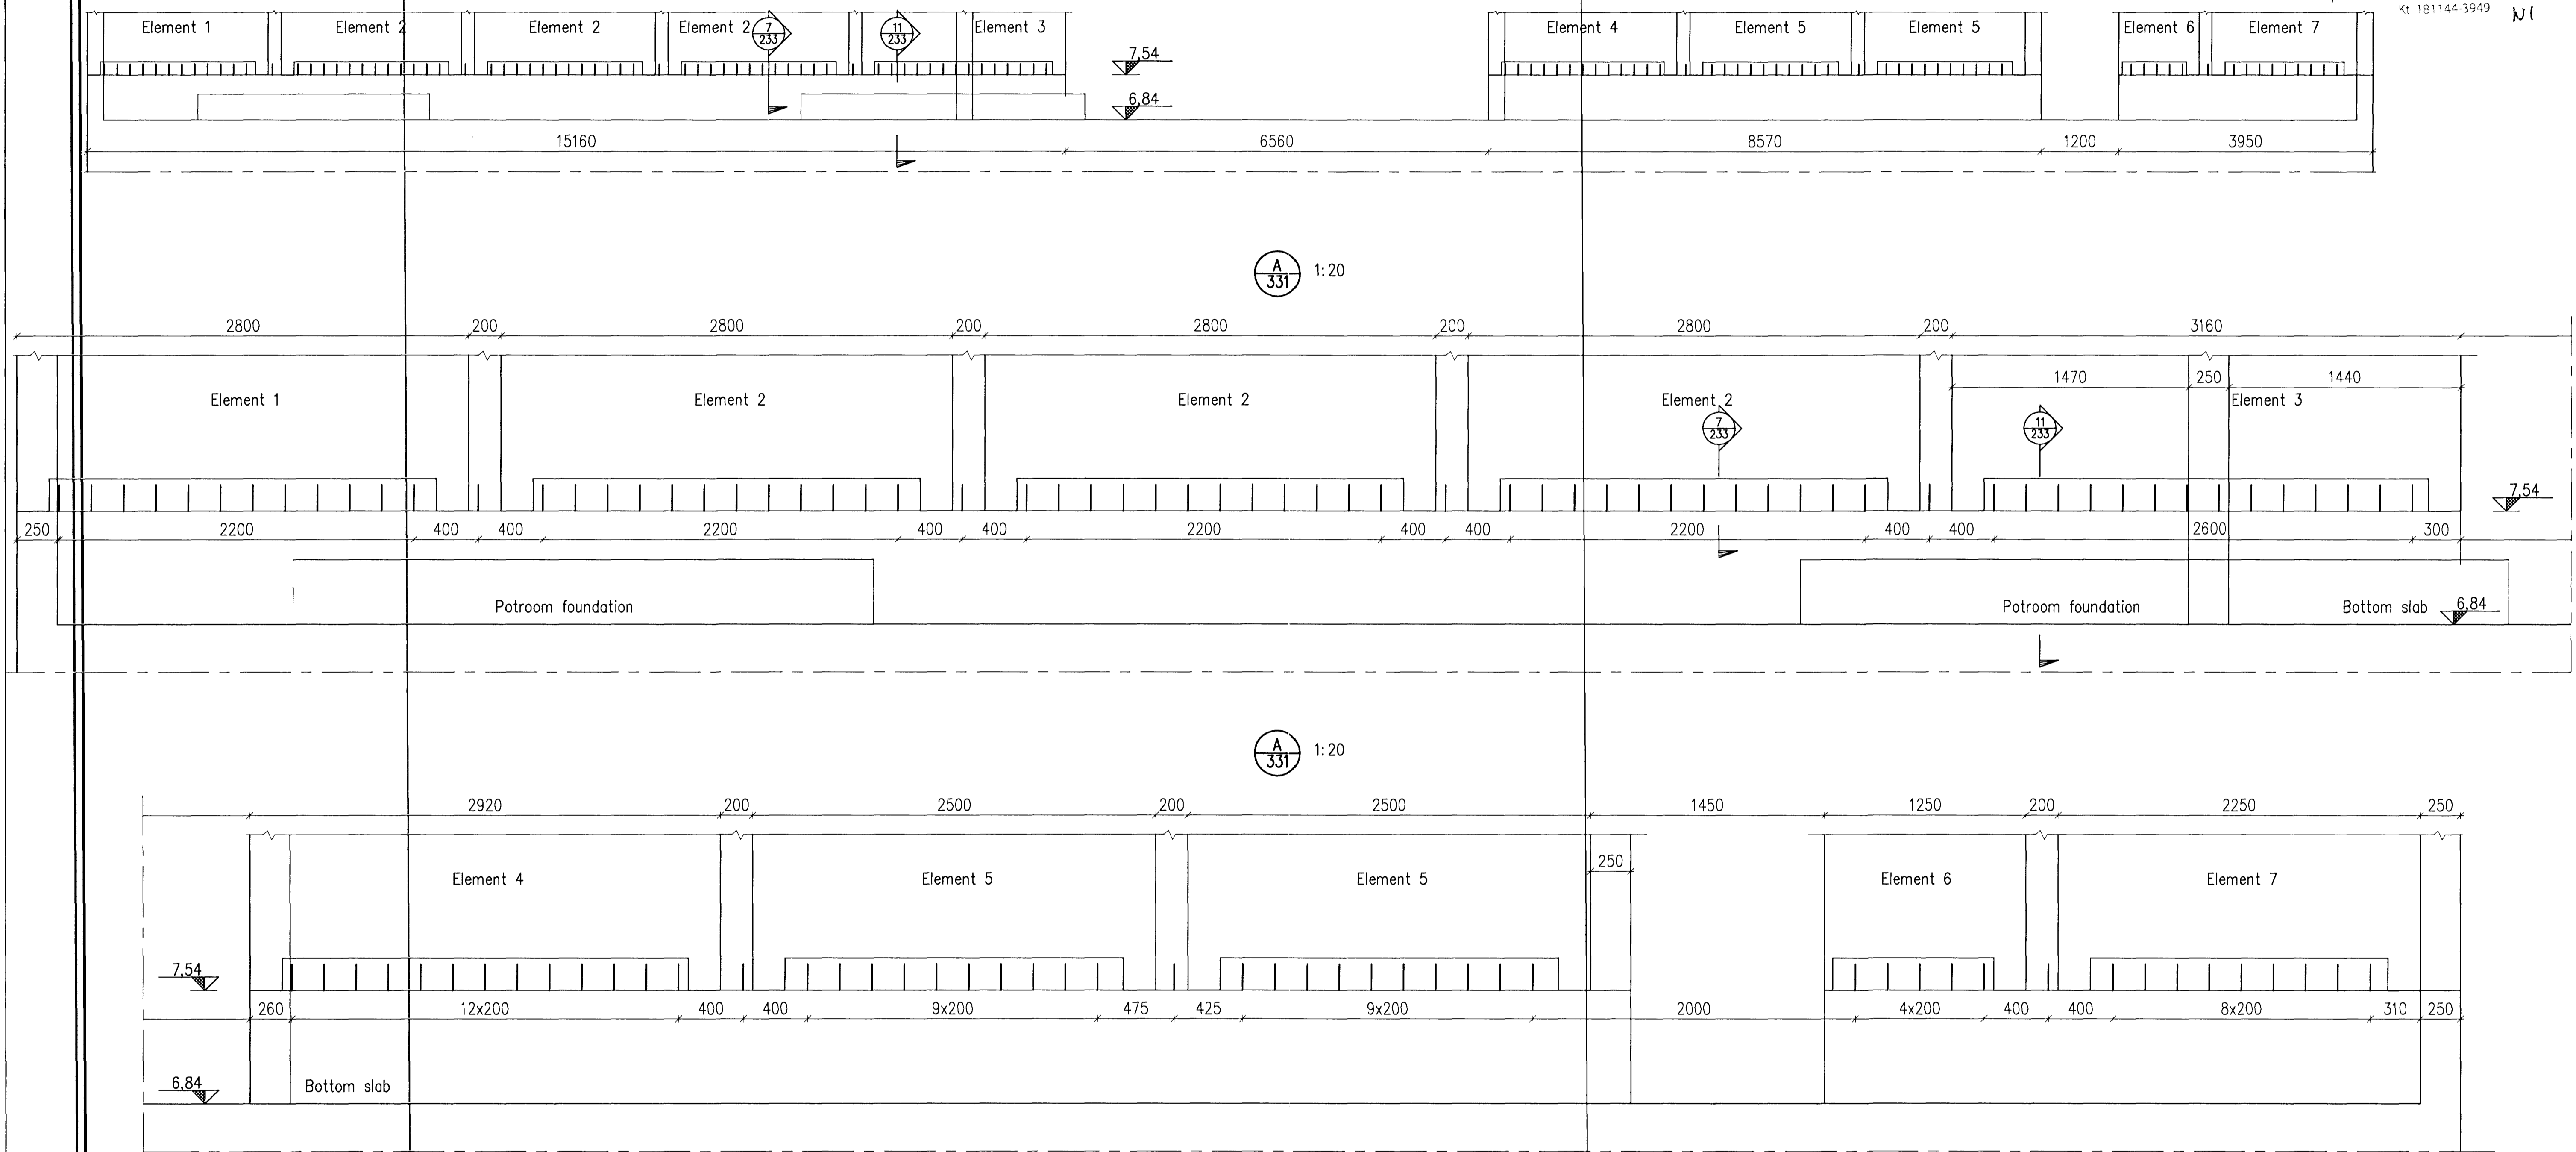 Kt. 181144-3949 N1
Element 1 Element 2 Element 2 Element 2 7 233 11 233 Element 3 Element 4 Element 5 Element 5 Element 6 Element 7
7,54
6,84
15160 6560 8570 1200 3950
A 331 1:20
2800 200 2800 200 2800 200 2800 200 3160
1470 250 1440
Element 1 Element 2 Element 2 Element 2 Element 3
7 233 11 233
7,54
250 2200 400 400 2200 400 400 2200 400 400 2200 400 400 2600 300
Potroom foundation Potroom foundation Bottom slab 6,84
A 331 1:20
2920 200 2500 200 2500 1450 1250 200 2250 250
250
Element 4 Element 5 Element 5 Element 6 Element 7
7,54
260 12x200 400 400 9x200 475 425 9x200 2000 4x200 400 400 8x200 310 250
6,84 Bottom slab